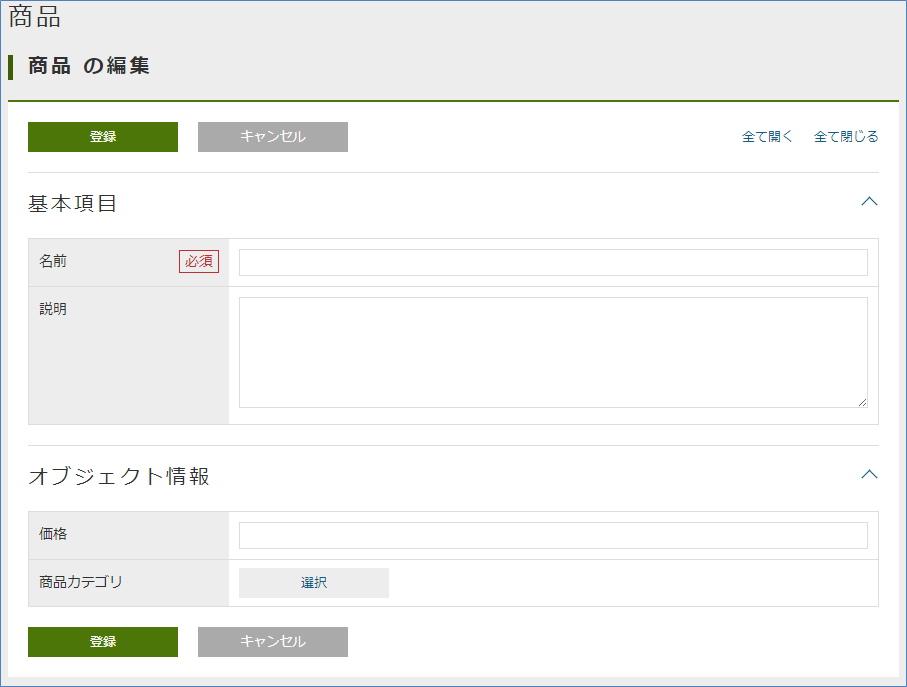 商品
商品 の編集
登録 キャンセル 全て開く 全て閉じる
基本項目
名前 必須
説明
オブジェクト情報
価格
商品カテゴリ 選択
登録 キャンセル